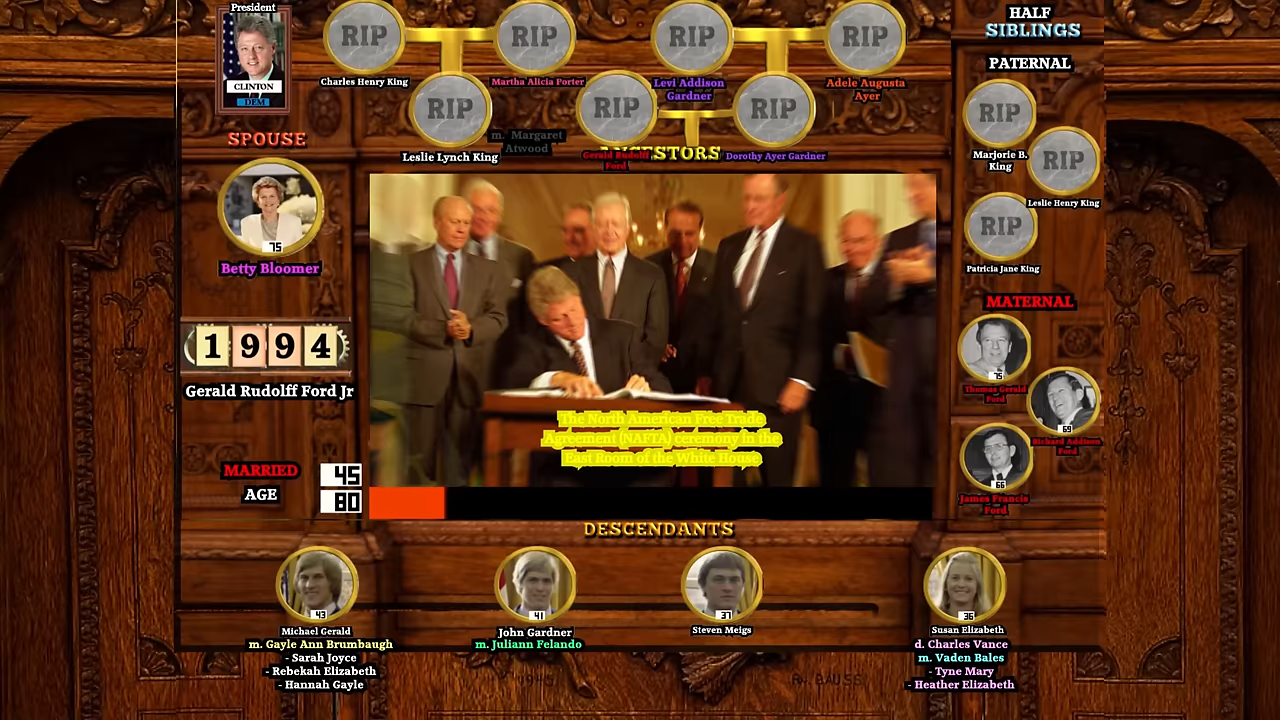 President
CLINTON
DEM
SPOUSE
75
Betty Bloomer
1994
Gerald Rudolff Ford Jr
MARRIED 45
AGE 80
RIP
Charles Henry King
RIP
Martha Alicia Porter
RIP
Levi Addison
Gardner
RIP
Adele Augusta
Ayer
RIP
Leslie Lynch King
m. Margaret
Atwood
RIP
Gerald Rudolff
Ford
RIP
Dorothy Ayer Gardner
ANCESTORS
The North American Free Trade
Agreement (NAFTA) ceremony in the
East Room of the White House
HALF
SIBLINGS
PATERNAL
RIP
Marjorie B.
King
RIP
Leslie Henry King
RIP
Patricia Jane King
MATERNAL
75
Thomas Gerald
Ford
69
Richard Addison
Ford
66
James Francis
Ford
DESCENDANTS
43
Michael Gerald
m. Gayle Ann Brumbaugh
- Sarah Joyce
- Rebekah Elizabeth
- Hannah Gayle
41
John Gardner
m. Juliann Felando
37
Steven Meigs
36
Susan Elizabeth
d. Charles Vance
m. Vaden Bales
- Tyne Mary
- Heather Elizabeth